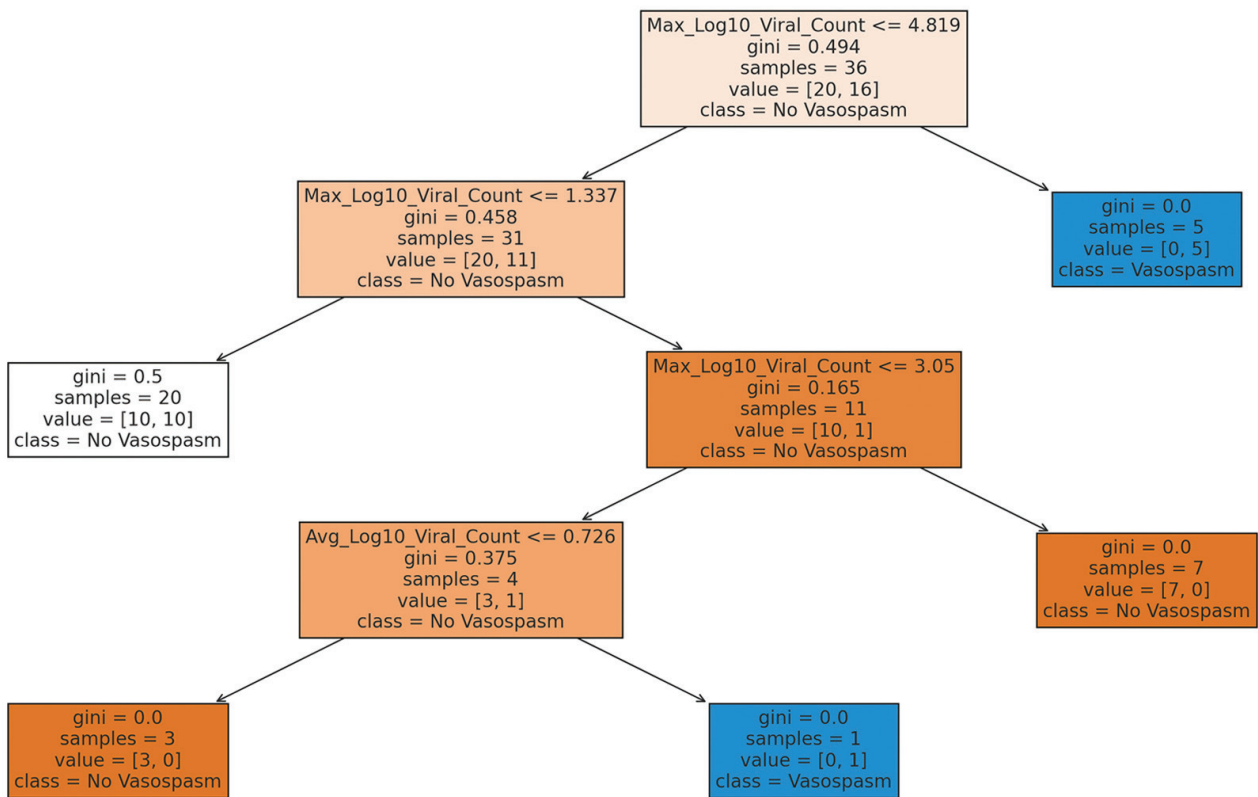 Max_Log10_Viral_Count <= 4.819
gini = 0.494
samples = 36
value = [20, 16]
class = No Vasospasm
Max_Log10_Viral_Count <= 1.337
gini = 0.458
samples = 31
value = [20, 11]
class = No Vasospasm
gini = 0.0
samples = 5
value = [0, 5]
class = Vasospasm
gini = 0.5
samples = 20
value = [10, 10]
class = No Vasospasm
Max_Log10_Viral_Count <= 3.05
gini = 0.165
samples = 11
value = [10, 1]
class = No Vasospasm
Avg_Log10_Viral_Count <= 0.726
gini = 0.375
samples = 4
value = [3, 1]
class = No Vasospasm
gini = 0.0
samples = 7
value = [7, 0]
class = No Vasospasm
gini = 0.0
samples = 3
value = [3, 0]
class = No Vasospasm
gini = 0.0
samples = 1
value = [0, 1]
class = Vasospasm